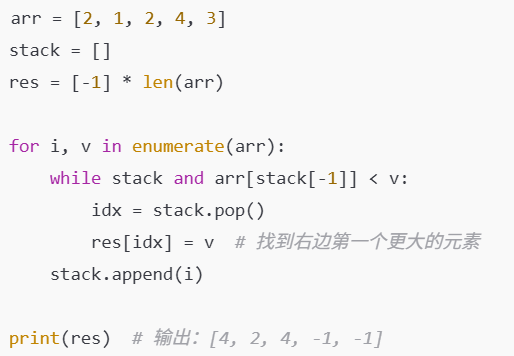 arr = [2, 1, 2, 4, 3]
stack = []
res = [-1] * len(arr)

for i, v in enumerate(arr):
    while stack and arr[stack[-1]] < v:
        idx = stack.pop()
        res[idx] = v  # 找到右边第一个更大的元素
    stack.append(i)

print(res)  # 输出：[4, 2, 4, -1, -1]